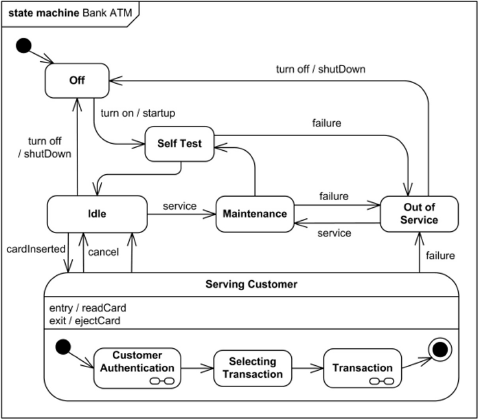 state machine Bank ATM
turn off / shutDown
Off
turn on / startup
failure
turn off
/ shutDown
Self Test
Idle
service
Maintenance
failure
Out of
Service
service
cardInserted
cancel
failure
Serving Customer
entry / readCard
exit / ejectCard
Customer
Authentication
Selecting
Transaction
Transaction